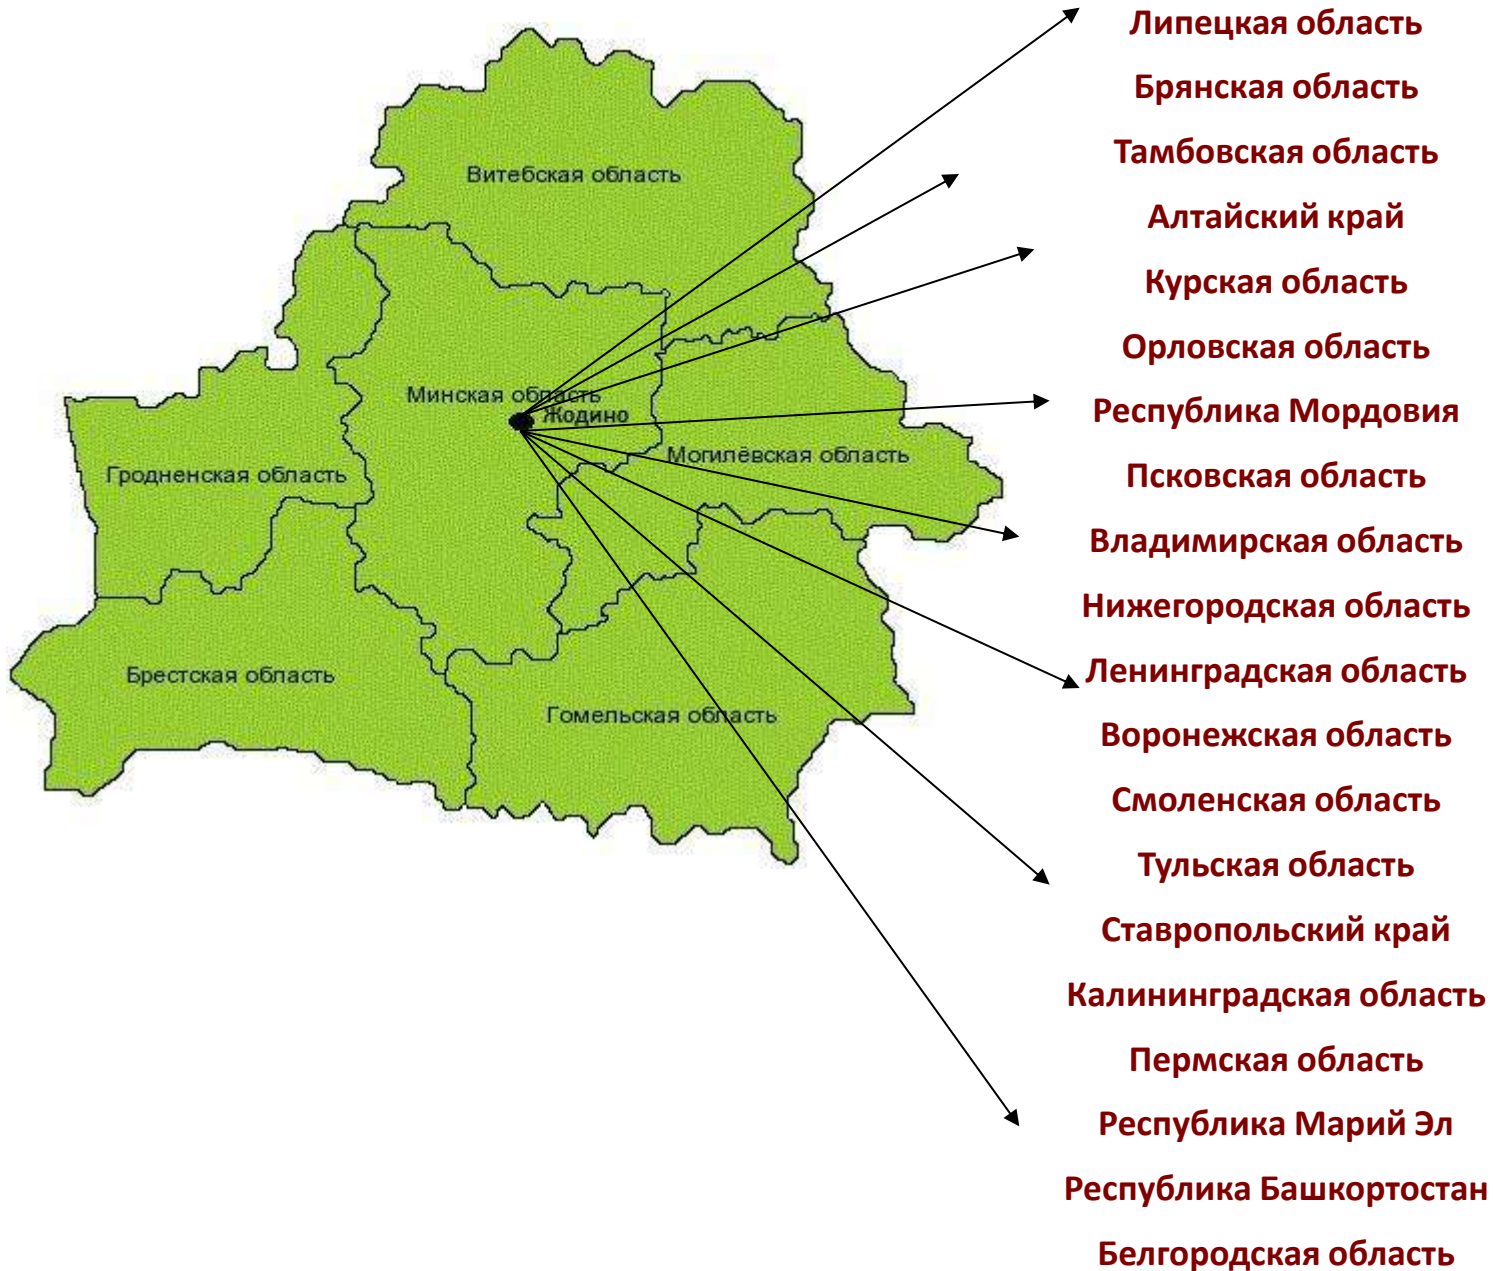 Липецкая область
Брянская область
Тамбовская область
Витебская область
Алтайский край
Курская область
Орловская область
Минская область
Жодино
Республика Мордовия
Могилёвская область
Гродненская область
Псковская область
Владимирская область
Нижегородская область
Ленинградская область
Брестская область
Гомельская область
Воронежская область
Смоленская область
Тульская область
Ставропольский край
Калининградская область
Пермская область
Республика Марий Эл
Республика Башкортостан
Белгородская область